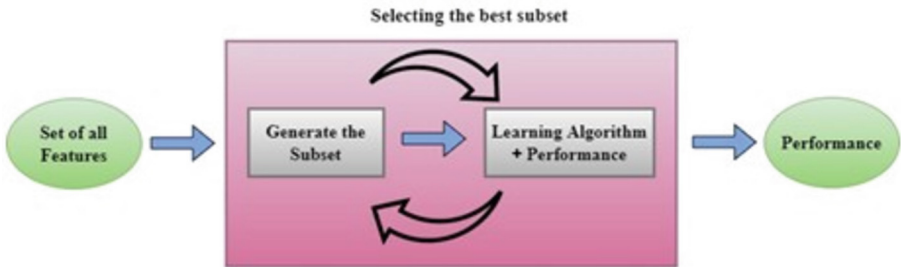 Selecting the best subset
Set of all
Features
Generate the
Subset
Learning Algorithm
+ Performance
Performance